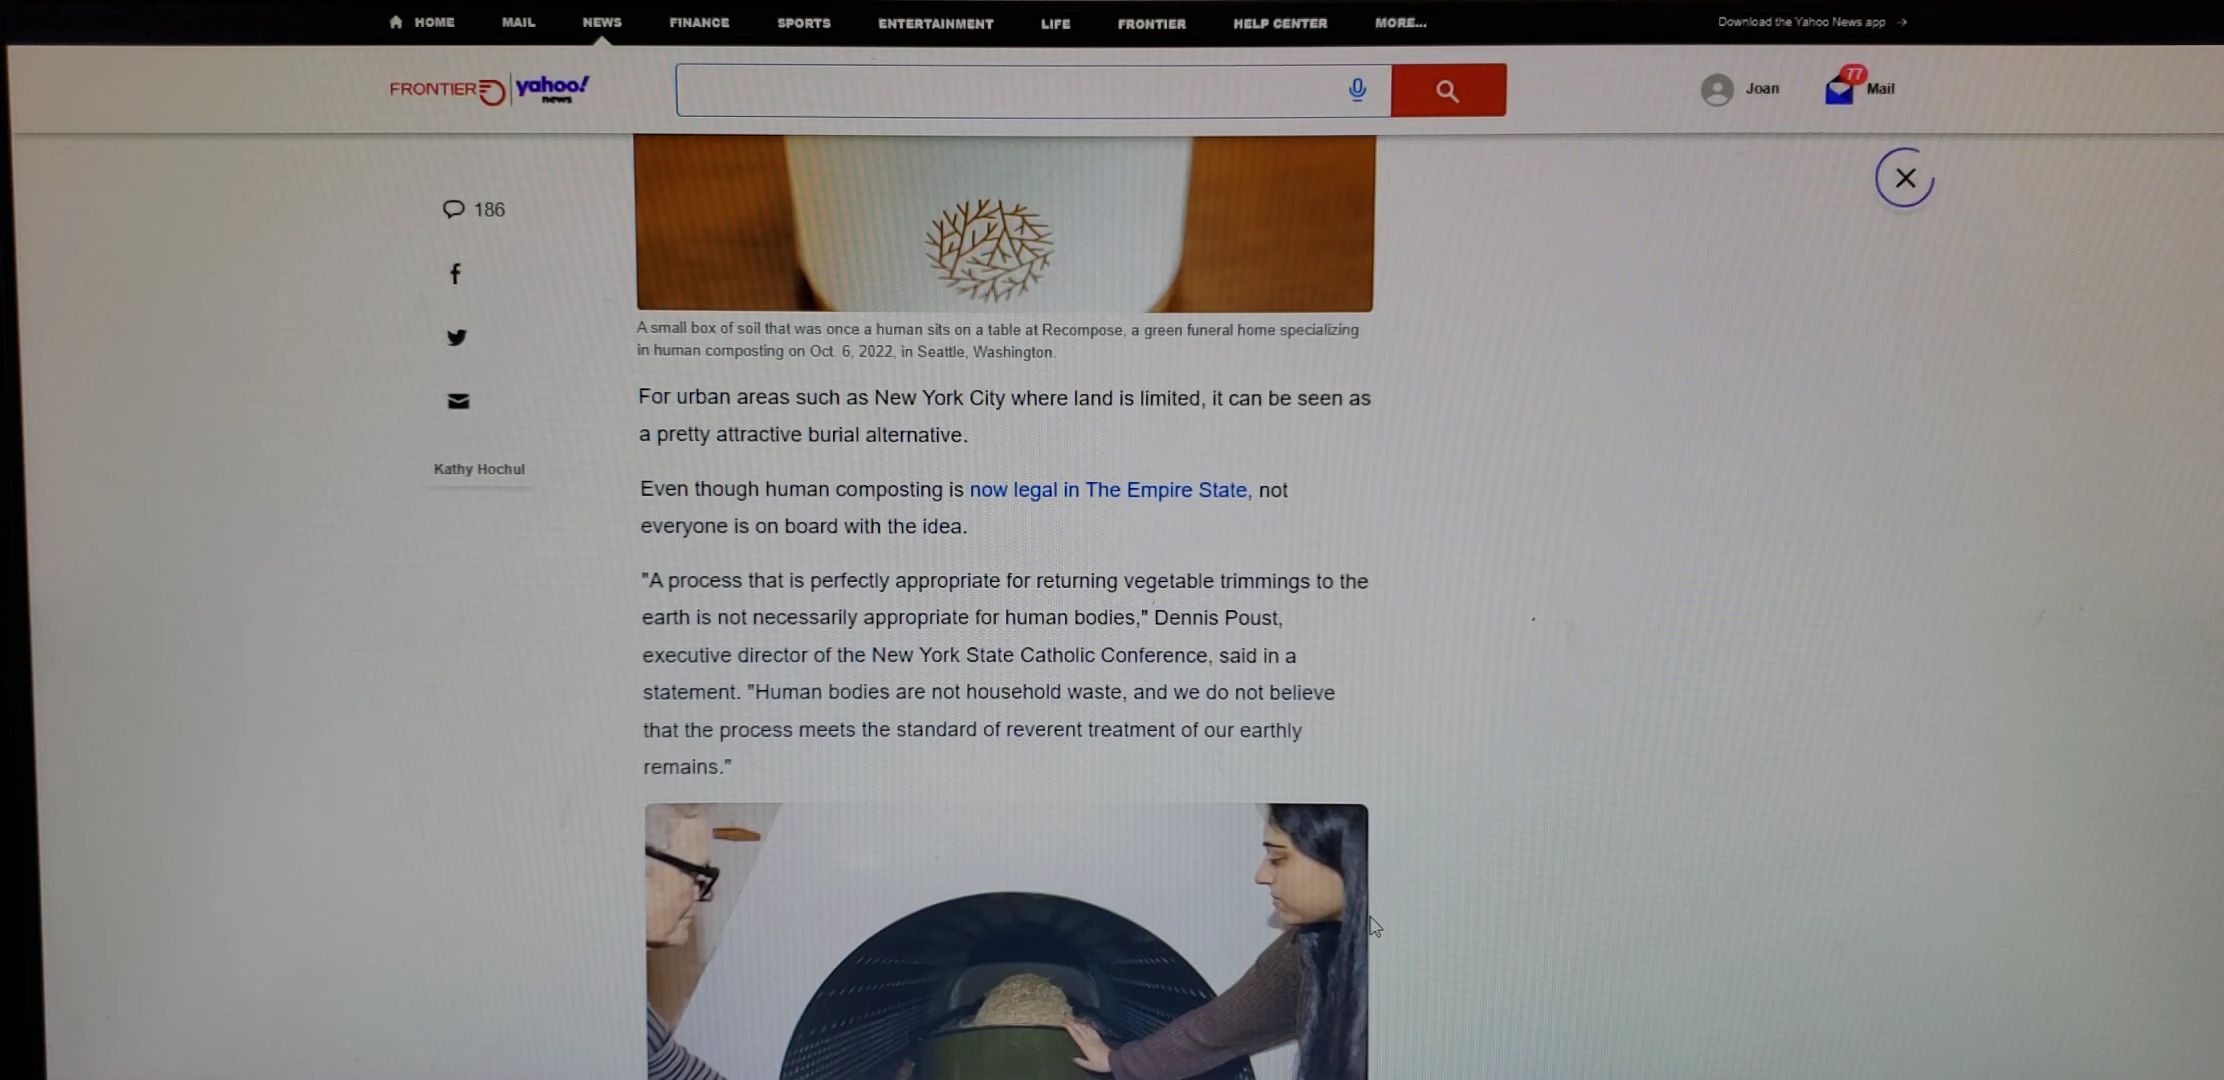 HOME MAIL NEWS FINANCE SPORTS ENTERTAINMENT LIFE FRONTIER HELP CENTER MORE... Download the Yahoo News app →
FRONTIER yahoo!
news
Joan
77
Mail
186
A small box of soil that was once a human sits on a table at Recompose, a green funeral home specializing
in human composting on Oct. 6, 2022, in Seattle, Washington.
For urban areas such as New York City where land is limited, it can be seen as
a pretty attractive burial alternative.
Kathy Hochul
Even though human composting is now legal in The Empire State, not
everyone is on board with the idea.
"A process that is perfectly appropriate for returning vegetable trimmings to the
earth is not necessarily appropriate for human bodies," Dennis Poust,
executive director of the New York State Catholic Conference, said in a
statement. "Human bodies are not household waste, and we do not believe
that the process meets the standard of reverent treatment of our earthly
remains."